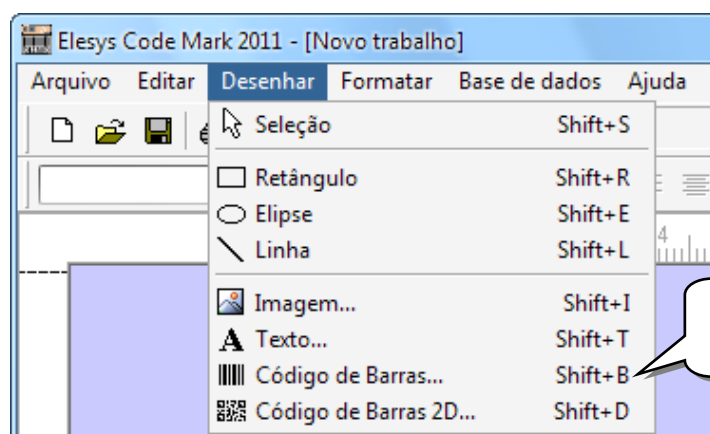 Elesys Code Mark 2011 - [Novo trabalho]
Arquivo Editar Desenhar Formatar Base de dados Ajuda
Seleção Shift+S
Retângulo Shift+R
Elipse Shift+E
Linha Shift+L
4
Imagem... Shift+I
Texto... Shift+T
Código de Barras... Shift+B
Código de Barras 2D... Shift+D